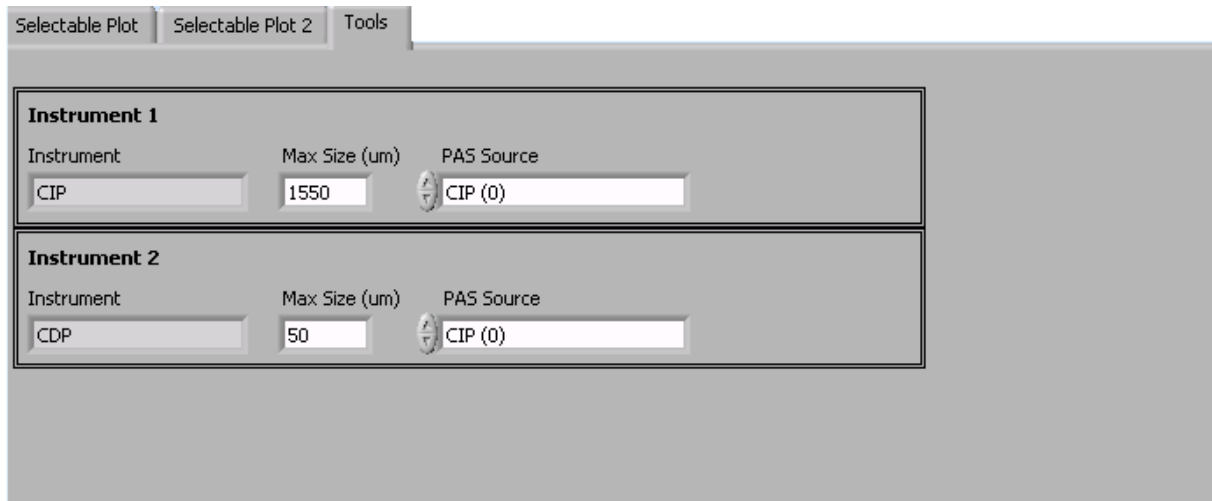 Selectable Plot Selectable Plot 2 Tools
Instrument 1
Instrument Max Size (um) PAS Source
CIP 1550 CIP (0)
Instrument 2
Instrument Max Size (um) PAS Source
CDP 50 CIP (0)